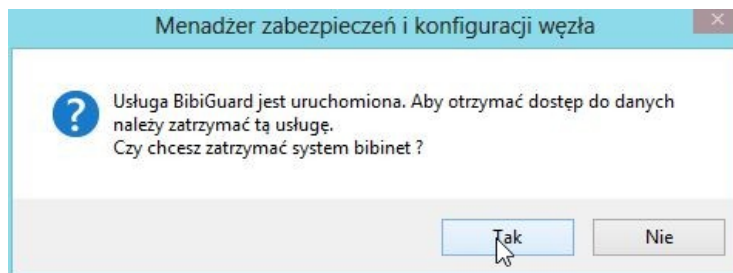 Menadżer zabezpieczeń i konfiguracji węzła
Usługa BibiGuard jest uruchomiona. Aby otrzymać dostęp do danych
należy zatrzymać tą usługę.
Czy chcesz zatrzymać system bibinet ?
Tak
Nie